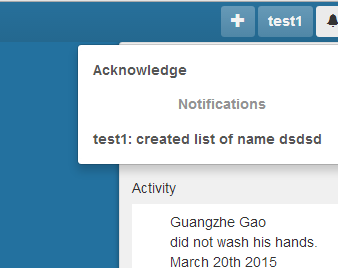 test1
Acknowledge
Notifications
test1: created list of name dsdsd
Activity
Guangzhe Gao
did not wash his hands.
March 20th 2015